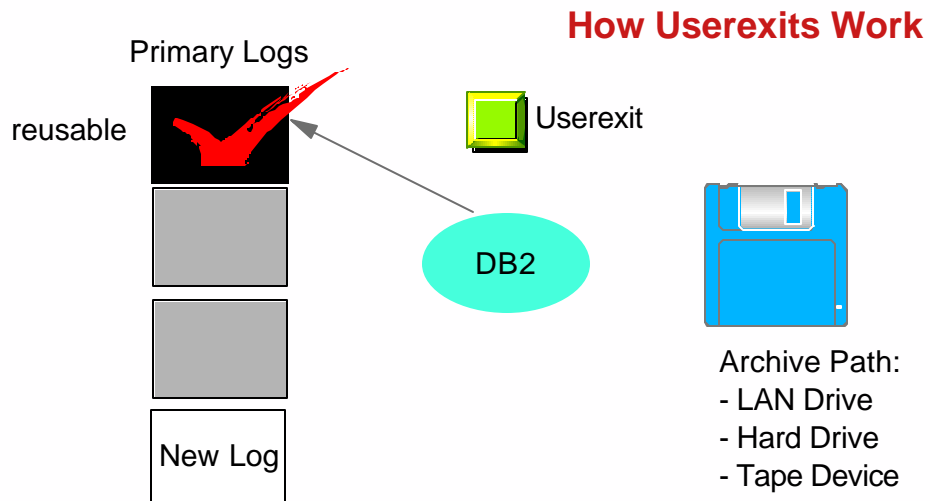 How Userexits Work
Primary Logs
reusable
Userexit
DB2
New Log
Archive Path:
- LAN Drive
- Hard Drive
- Tape Device